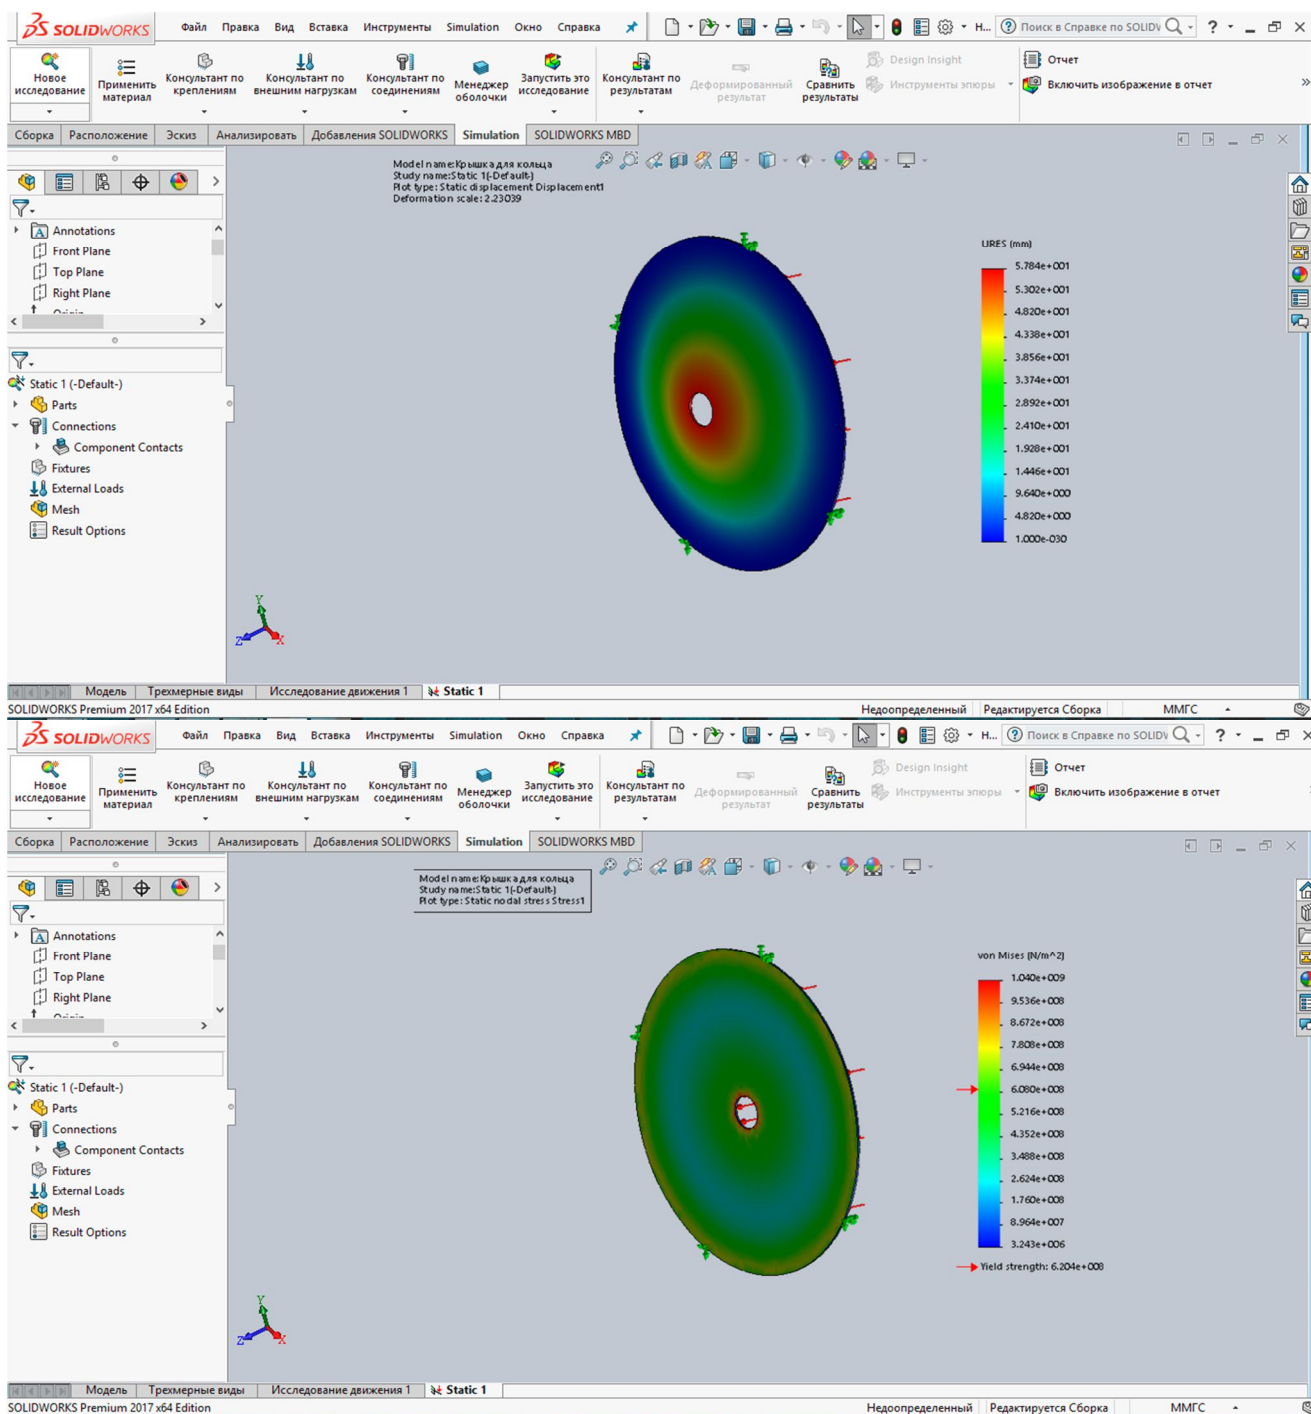 SOLIDWORKS Файл Правка Вид Вставка Инструменты Simulation Окно Справка Н... Поиск в Справке по SOLIDV ?
Новое исследование
Применить материал
Консультант по креплениям
Консультант по внешним нагрузкам
Консультант по соединениям
Менеджер оболочки
Запустить это исследование
Консультант по результатам
Деформированный результат
Сравнить результаты
Design Insight
Инструменты эпюры
Отчет
Включить изображение в отчет
Сборка Расположение Эскиз Анализировать Добавления SOLIDWORKS Simulation SOLIDWORKS MBD
Model name:Крышка для кольца
Study name:Static 1(-Default-)
Plot type: Static displacement Displacement1
Deformation scale: 2.23039
Annotations
Front Plane
Top Plane
Right Plane
Origin
Static 1 (-Default-)
Parts
Connections
Component Contacts
Fixtures
External Loads
Mesh
Result Options
URES (mm)
5.784e+001
5.302e+001
4.820e+001
4.338e+001
3.856e+001
3.374e+001
2.892e+001
2.410e+001
1.928e+001
1.446e+001
9.640e+000
4.820e+000
1.000e-030
Y
Z
X
Модель Трехмерные виды Исследование движения 1 Static 1
SOLIDWORKS Premium 2017 x64 Edition Недоопределенный Редактируется Сборка ММГС
SOLIDWORKS Файл Правка Вид Вставка Инструменты Simulation Окно Справка Н... Поиск в Справке по SOLIDV ?
Новое исследование
Применить материал
Консультант по креплениям
Консультант по внешним нагрузкам
Консультант по соединениям
Менеджер оболочки
Запустить это исследование
Консультант по результатам
Деформированный результат
Сравнить результаты
Design Insight
Инструменты эпюры
Отчет
Включить изображение в отчет
Сборка Расположение Эскиз Анализировать Добавления SOLIDWORKS Simulation SOLIDWORKS MBD
Model name:Крышка для кольца
Study name:Static 1(-Default-)
Plot type: Static nodal stress Stress1
Annotations
Front Plane
Top Plane
Right Plane
Origin
Static 1 (-Default-)
Parts
Connections
Component Contacts
Fixtures
External Loads
Mesh
Result Options
von Mises (N/m^2)
1.040e+009
9.536e+008
8.672e+008
7.808e+008
6.944e+008
6.080e+008
5.216e+008
4.352e+008
3.488e+008
2.624e+008
1.760e+008
8.964e+007
3.243e+006
Yield strength: 6.204e+008
Y
Z
X
Модель Трехмерные виды Исследование движения 1 Static 1
SOLIDWORKS Premium 2017 x64 Edition Недоопределенный Редактируется Сборка ММГС